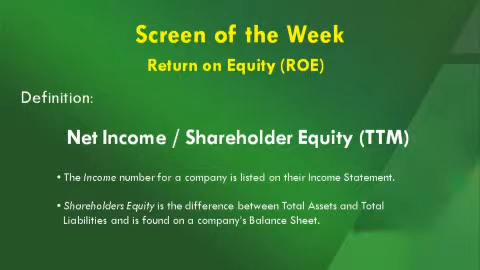 Screen of the Week
Return on Equity (ROE)
Definition:
Net Income / Shareholder Equity (TTM)
• The Income number for a company is listed on their Income Statement.
• Shareholders Equity is the difference between Total Assets and Total
Liabilities and is found on a company's Balance Sheet.